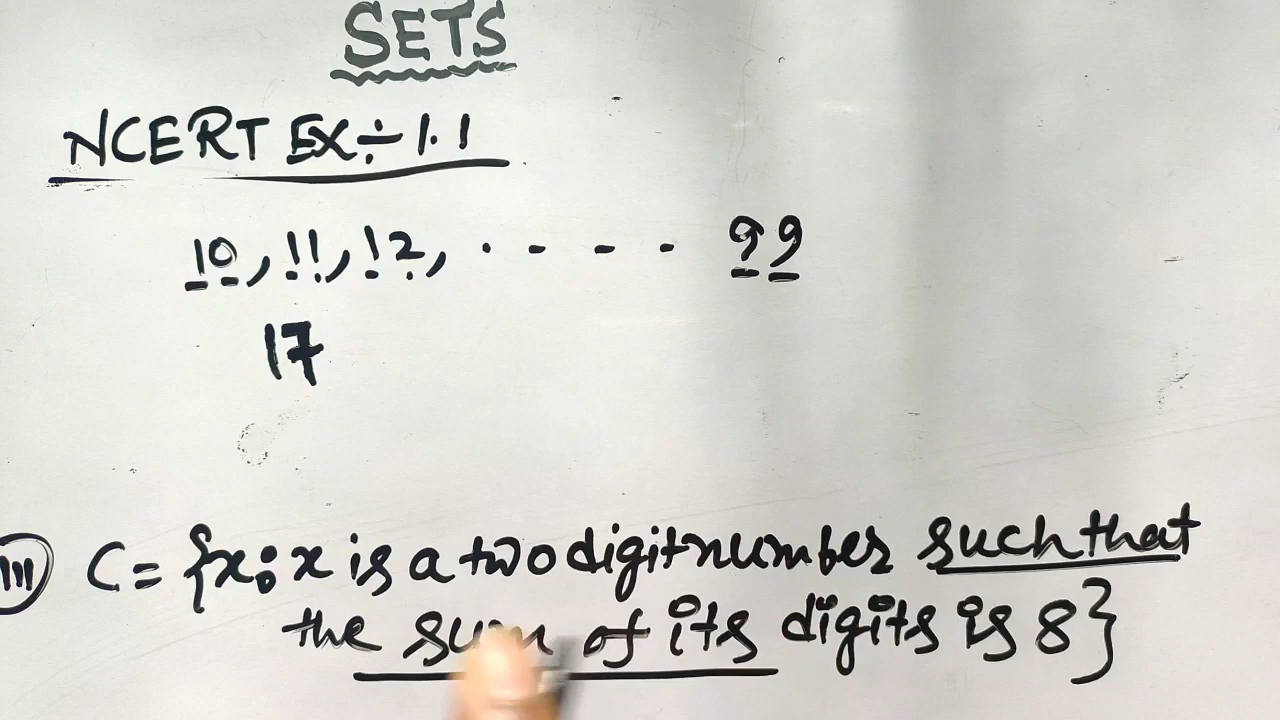 SETS
NCERT EX÷1.1
10, 11, 12, . - - - . 99
17
(iii) C = {x : x is a two digit number such that
the sum of its digits is 8}